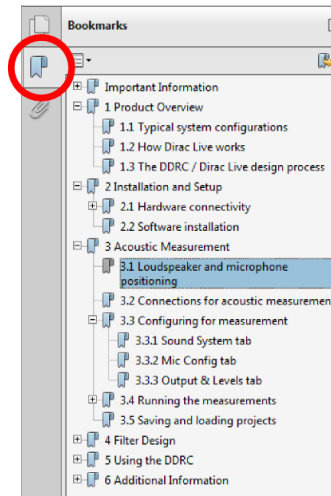 Bookmarks
Important Information
1 Product Overview
1.1 Typical system configurations
1.2 How Dirac Live works
1.3 The DDRC / Dirac Live design process
2 Installation and Setup
2.1 Hardware connectivity
2.2 Software installation
3 Acoustic Measurement
3.1 Loudspeaker and microphone
positioning
3.2 Connections for acoustic measuremen
3.3 Configuring for measurement
3.3.1 Sound System tab
3.3.2 Mic Config tab
3.3.3 Output & Levels tab
3.4 Running the measurements
3.5 Saving and loading projects
4 Filter Design
5 Using the DDRC
6 Additional Information